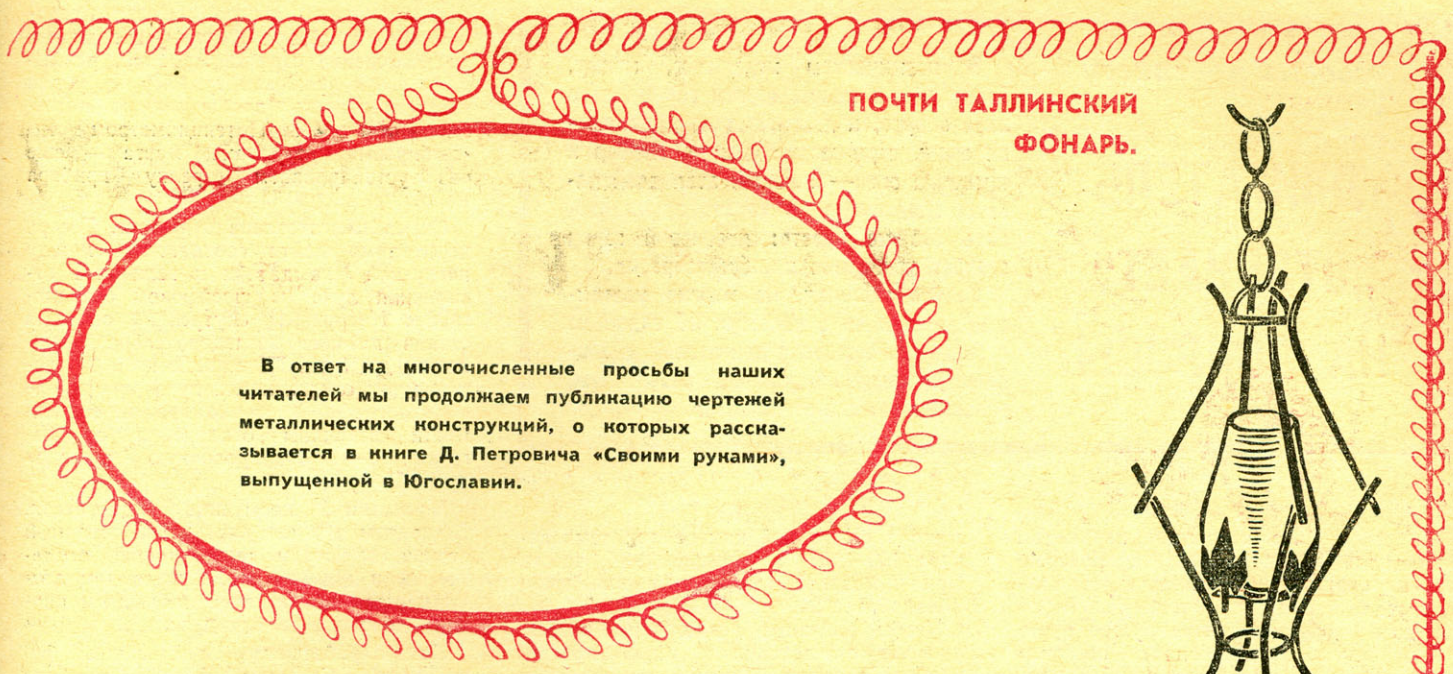 ПОЧТИ ТАЛЛИНСКИЙ
ФОНАРЬ.
В ответ на многочисленные просьбы наших
читателей мы продолжаем публикацию чертежей
металлических конструкций, о которых расска-
зывается в книге Д. Петровича «Своими руками»,
выпущенной в Югославии.